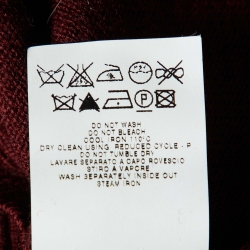 P
DO NOT WASH
DO NOT BLEACH
COOL IRON 110°C
DRY CLEAN USING, REDUCED CYCLE - P
DO NOT TUMBLE DRY
LAVARE SEPARATO A CAPO ROVESCIO
STIRO A VAPORE
WASH SEPARATELY INSIDE OUT
STEAM IRON